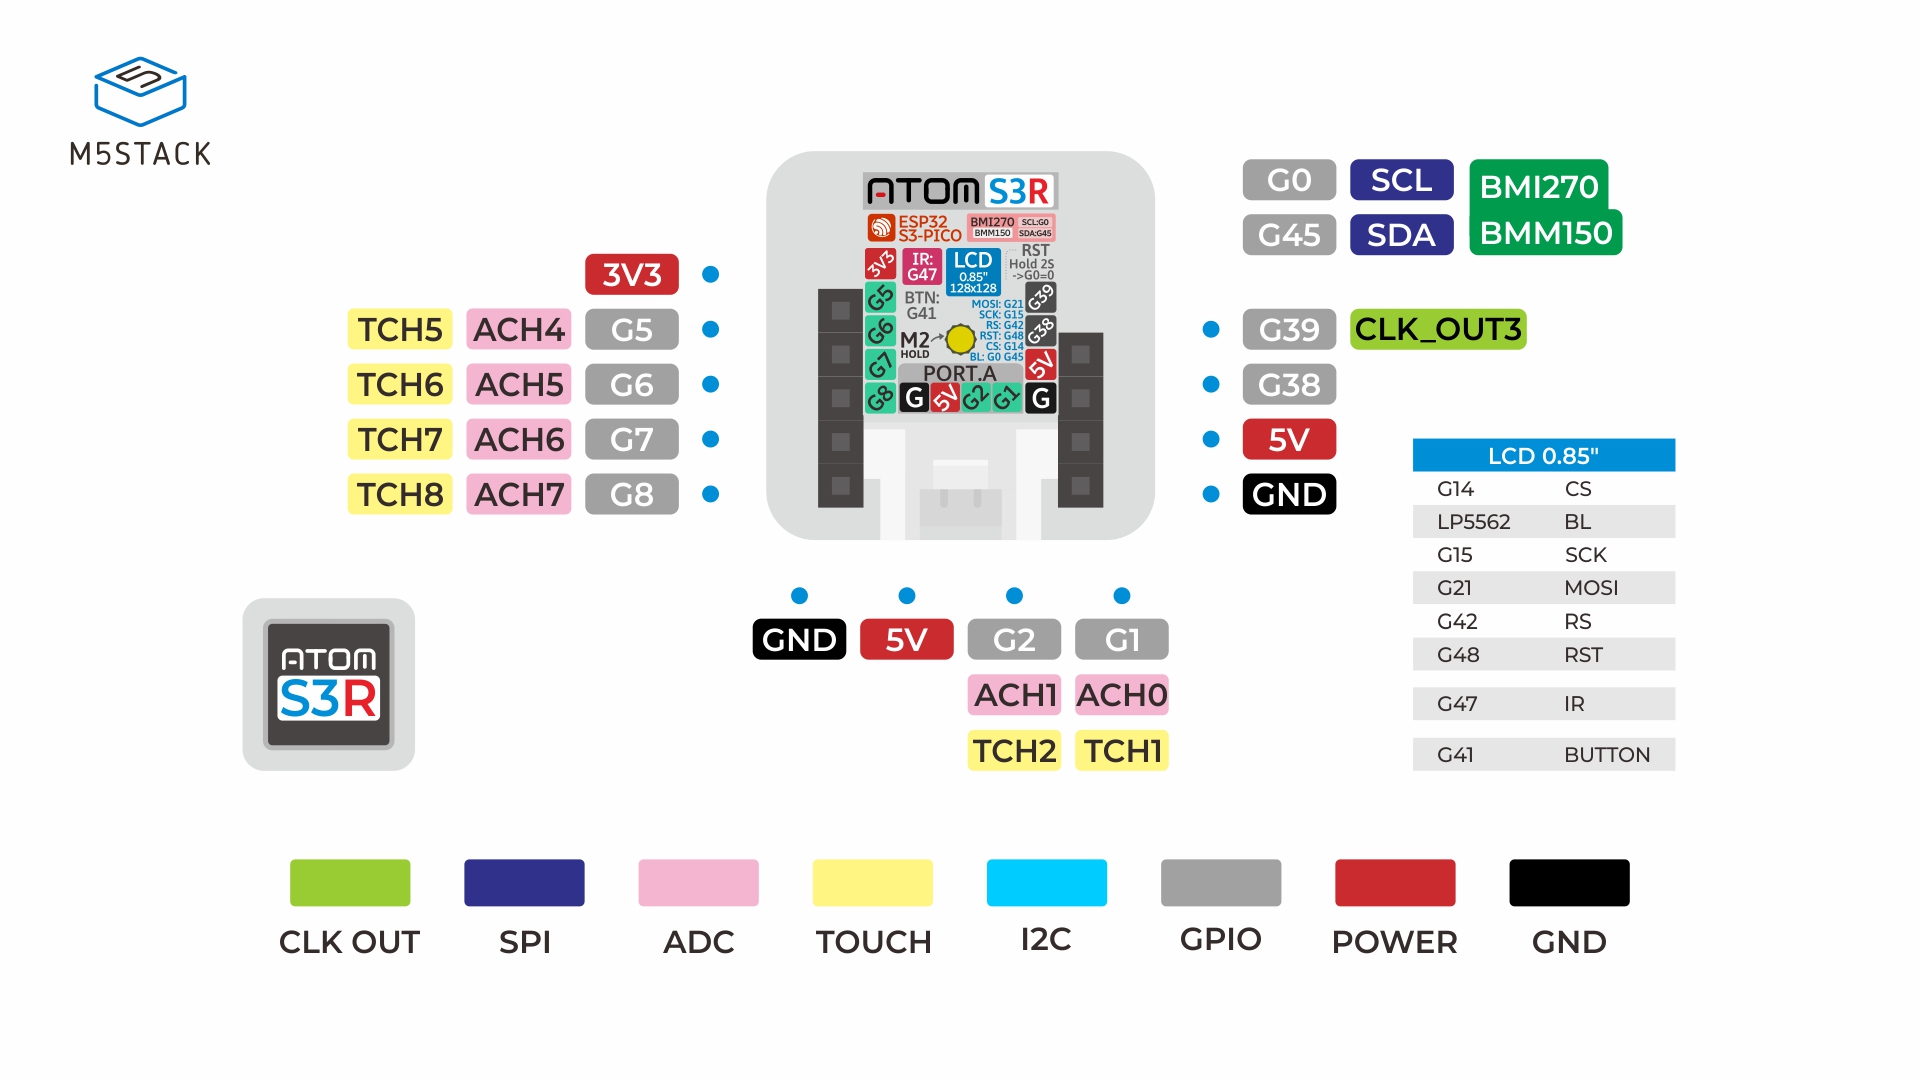 M5STACK
ATOM S3R
ESP32
S3-PICO
BMI270 SCL:G0
BMM150 SDA:G45
3V3
IR:
G47
LCD
0.85"
128x128
RST
Hold 2S
->G0=0
G5
BTN:
G41
G39
MOSI: G21
SCK: G15
RS: G42
RST: G48
CS: G14
BL: G0 G45
G6
M2
HOLD
G38
G7
PORT.A
5V
G8
G
5V
G2
G1
G
G0 SCL BMI270
G45 SDA BMM150
3V3
TCH5 ACH4 G5
TCH6 ACH5 G6
TCH7 ACH6 G7
TCH8 ACH7 G8
G39 CLK_OUT3
G38
5V
GND
LCD 0.85"
G14 CS
LP5562 BL
G15 SCK
G21 MOSI
G42 RS
G48 RST
G47 IR
G41 BUTTON
GND 5V G2 G1
ACH1 ACH0
TCH2 TCH1
ATOM
S3R
CLK OUT SPI ADC TOUCH I2C GPIO POWER GND